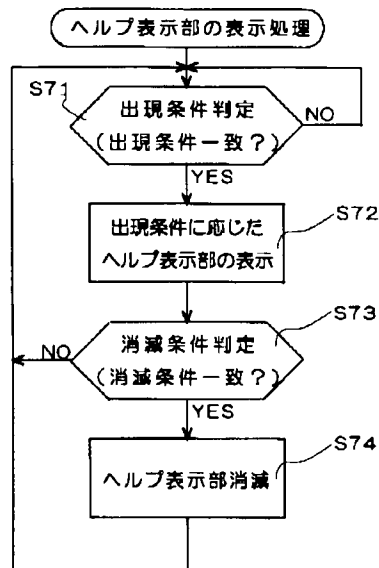 ヘルプ表示部の表示処理
S71
出現条件判定
(出現条件一致?)
NO
YES
出現条件に応じた
ヘルプ表示部の表示
S72
消減条件判定
(消減条件一致?)
S73
NO
YES
ヘルプ表示部消減
S74